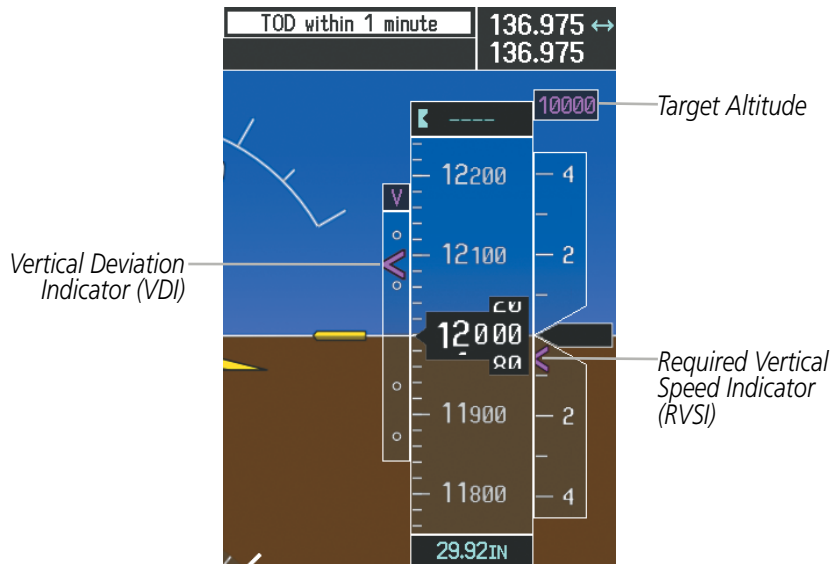 TOD within 1 minute
136.975 ↔
136.975
10000
Target Altitude
----
12200
4
V
12100
2
Vertical Deviation
Indicator (VDI)
20
12000
80
Required Vertical
Speed Indicator
(RVSI)
11900
2
11800
4
29.92IN